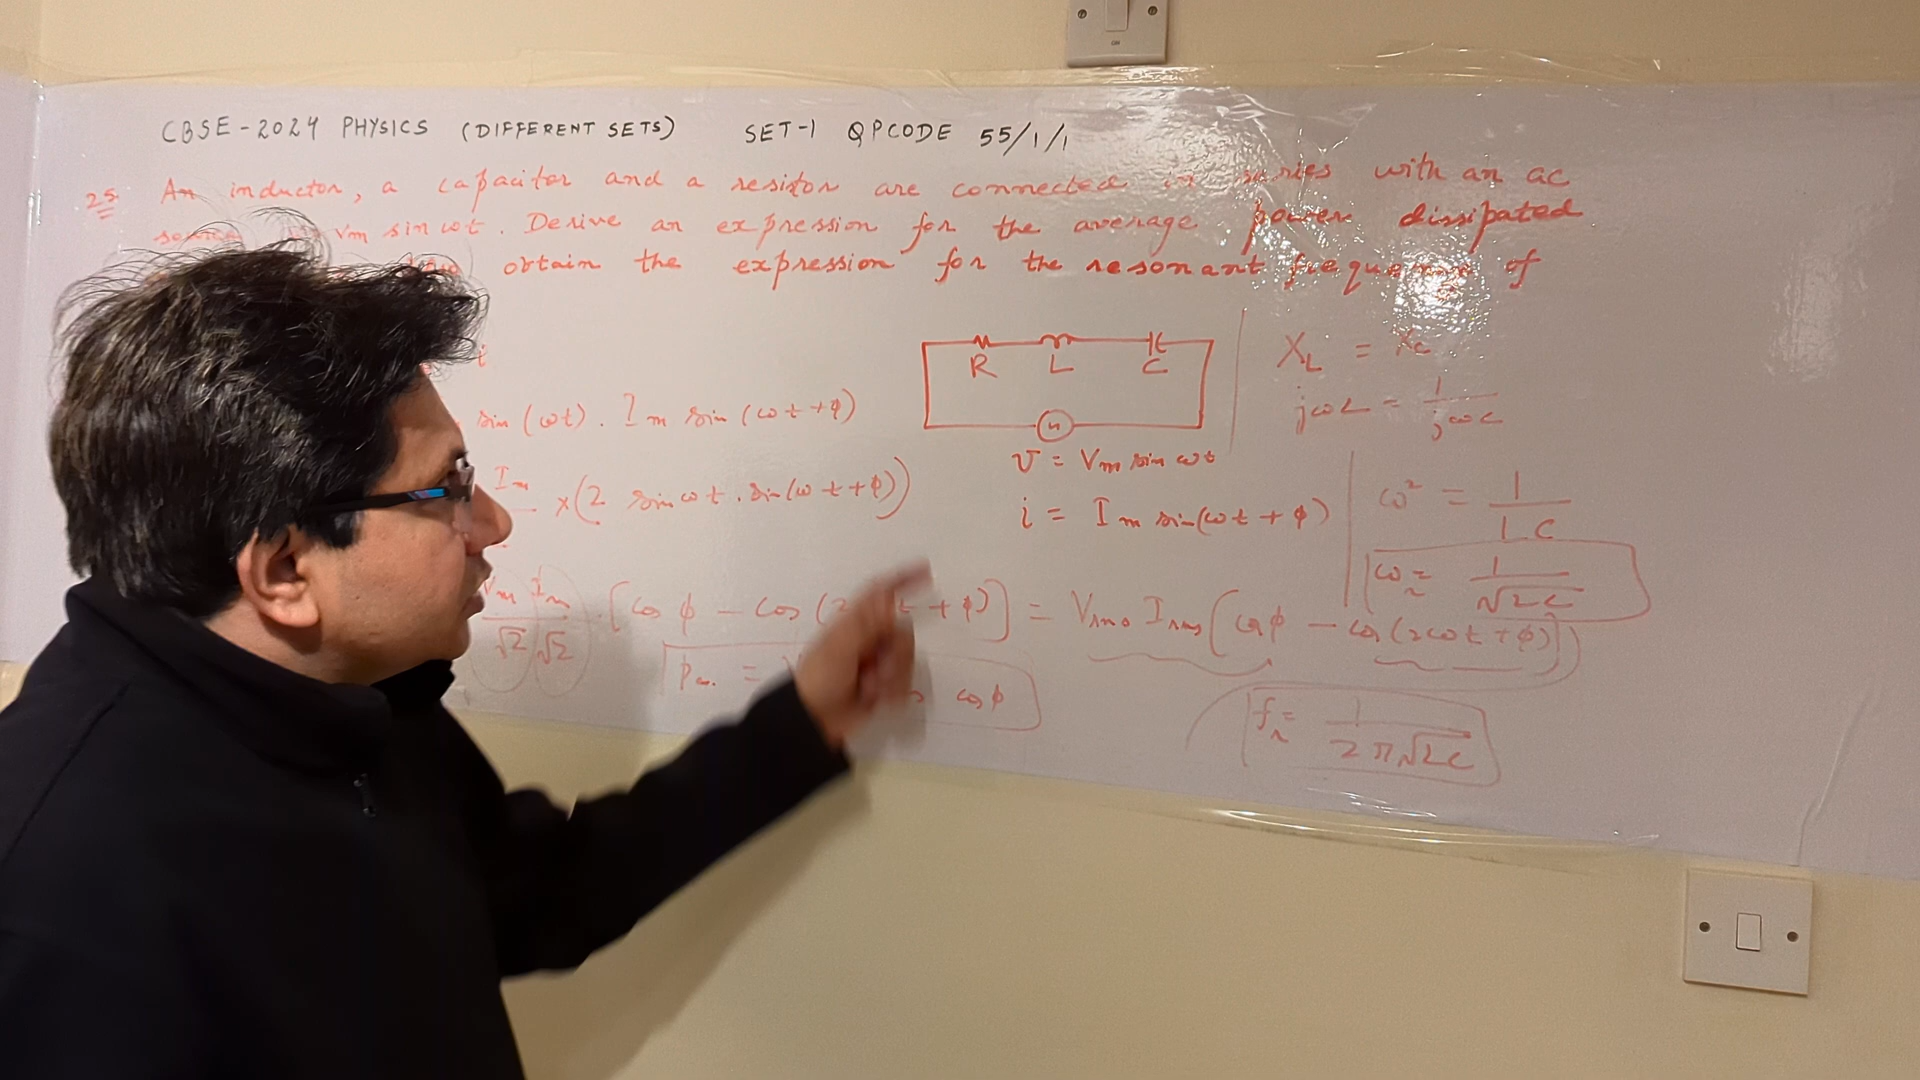 CBSE-2024 PHYSICS (DIFFERENT SETS) SET-1 QPCODE 55/1/1
25. An inductor, a capacitor and a resistor are connected in series with an ac
Vm sin ωt. Derive an expression for the average power dissipated
obtain the expression for the resonant frequency of
i
R L C
v = Vm sin ωt
i = Im sin(ωt + ϕ)
sin (ωt) . Im sin (ωt + ϕ)
Im × (2 sin ωt . sin(ωt + ϕ))
Vm Im / √2 √2 . [cos ϕ - cos (2 + ϕ)] = Vrms Irms [cos ϕ - cos (2ωt + ϕ)]
= cos ϕ
XL = Xc
jωL = 1/jωC
ω² = 1/LC
ωr = 1/√LC
fr = 1/2π√LC